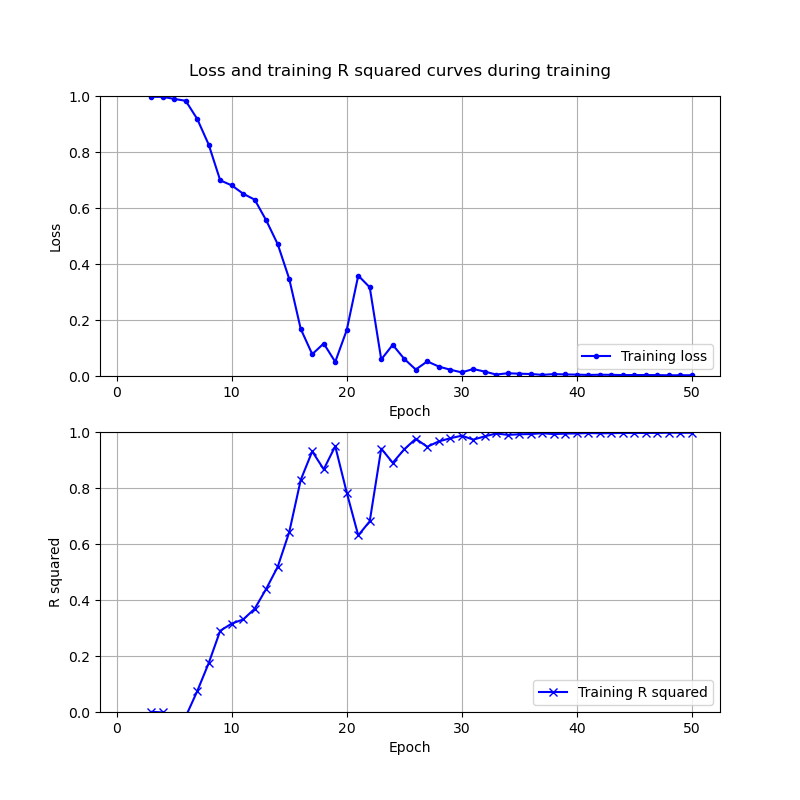 Loss and training R squared curves during training
1.0
0.8
0.6
0.4
0.2
0.0
Loss
Training loss
0 10 20 30 40 50
Epoch
1.0
0.8
0.6
0.4
0.2
0.0
R squared
Training R squared
0 10 20 30 40 50
Epoch